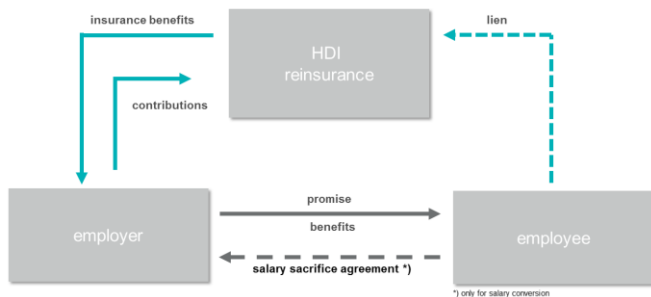 insurance benefits
HDI
reinsurance
lien
contributions
employer
promise
benefits
employee
salary sacrifice agreement *)
*) only for salary conversion